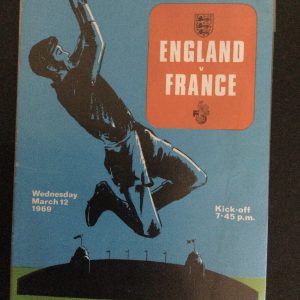 ENGLAND
v
FRANCE
Wednesday
March 12
1969
Kick-off
7·45 p.m.